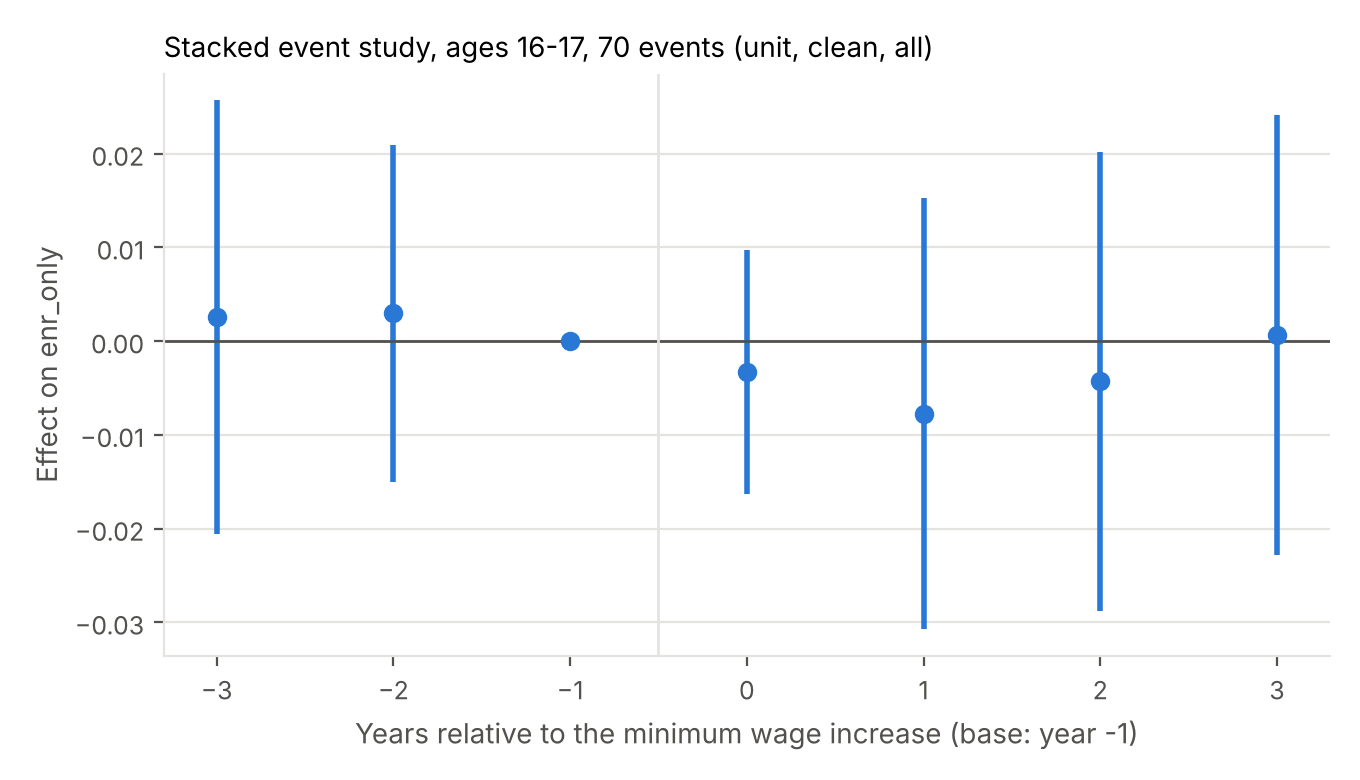 Stacked event study, ages 16-17, 70 events (unit, clean, all)
Effect on enr_only
0.02
0.01
0.00
−0.01
−0.02
−0.03
−3 −2 −1 0 1 2 3
Years relative to the minimum wage increase (base: year -1)